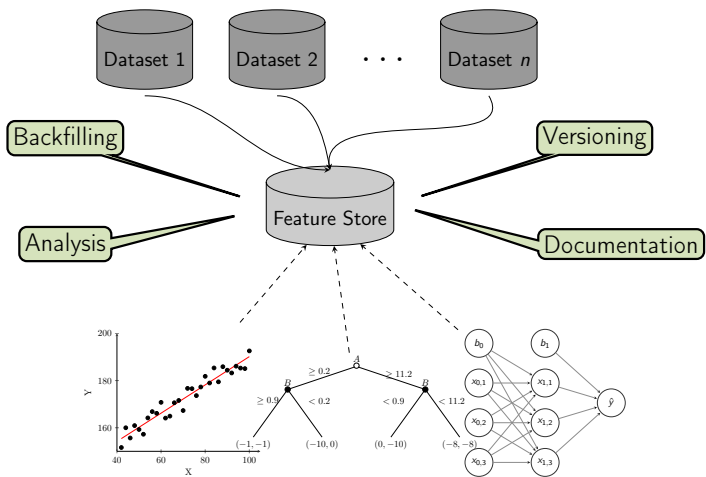 Dataset 1
Dataset 2
· · ·
Dataset n
Backfilling
Versioning
Feature Store
Analysis
Documentation
200
180
160
Y
40
60
80
100
X
A
≥ 0.2
≥ 11.2
B
B
≥ 0.9
< 0.2
< 0.9
< 11.2
(−1, −1)
(−10, 0)
(0, −10)
(−8, −8)
b₀
b₁
x₀,₁
x₁,₁
ŷ
x₀,₂
x₁,₂
x₀,₃
x₁,₃